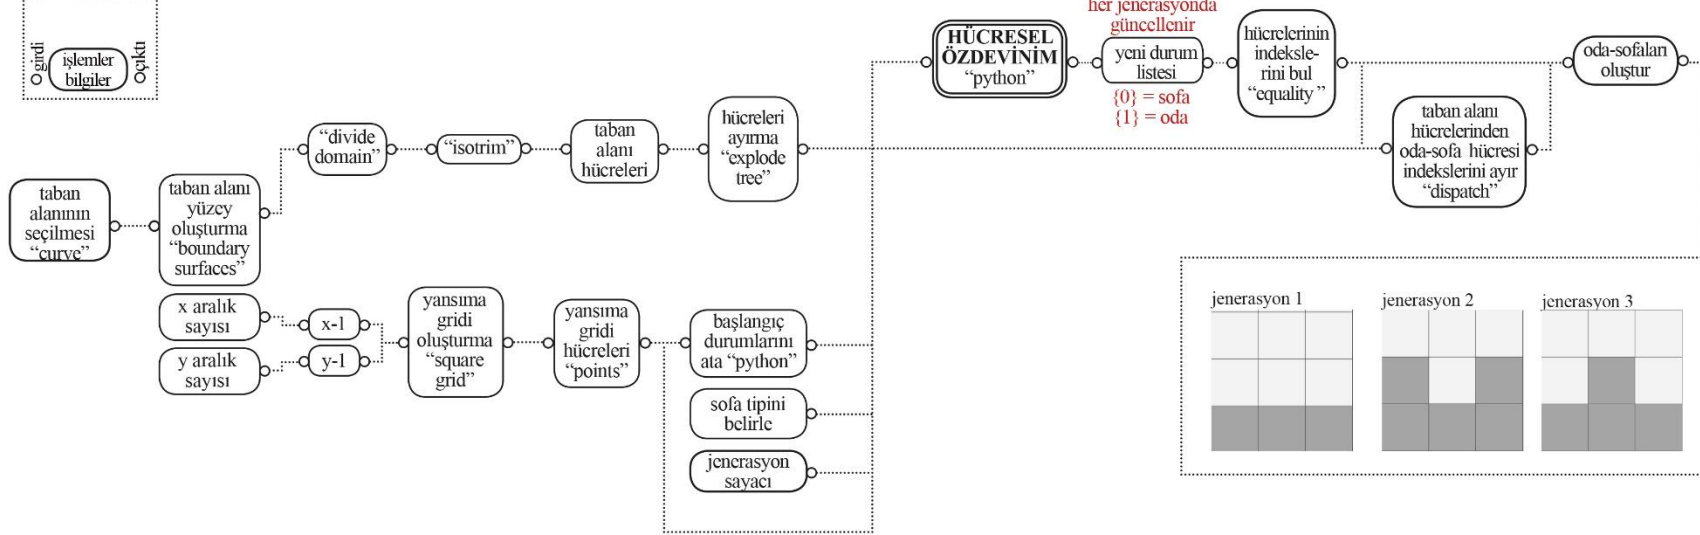 girdi
işlemler
bilgiler
çıktı
taban
alanının
seçilmesi
“curve”
taban alanı
yüzey
oluşturma
“boundary
surfaces”
“divide
domain”
“isotrim”
taban
alanı
hücreleri
hücreleri
ayırma
“explode
tree”
x aralık
sayısı
y aralık
sayısı
x-1
y-1
yansıma
gridi
oluşturma
“square
grid”
yansıma
gridi
hücreleri
“points”
başlangıç
durumlarını
ata “python”
sofa tipini
belirle
jenerasyon
sayacı
HÜCRESEL
ÖZDEVİNİM
“python”
her jenerasyonda
güncellenir
yeni durum
listesi
{0} = sofa
{1} = oda
hücrelerinin
indeksle-
rini bul
“equality ”
taban alanı
hücrelerinden
oda-sofa hücresi
indekslerini ayır
“dispatch”
oda-sofaları
oluştur
jenerasyon 1
jenerasyon 2
jenerasyon 3